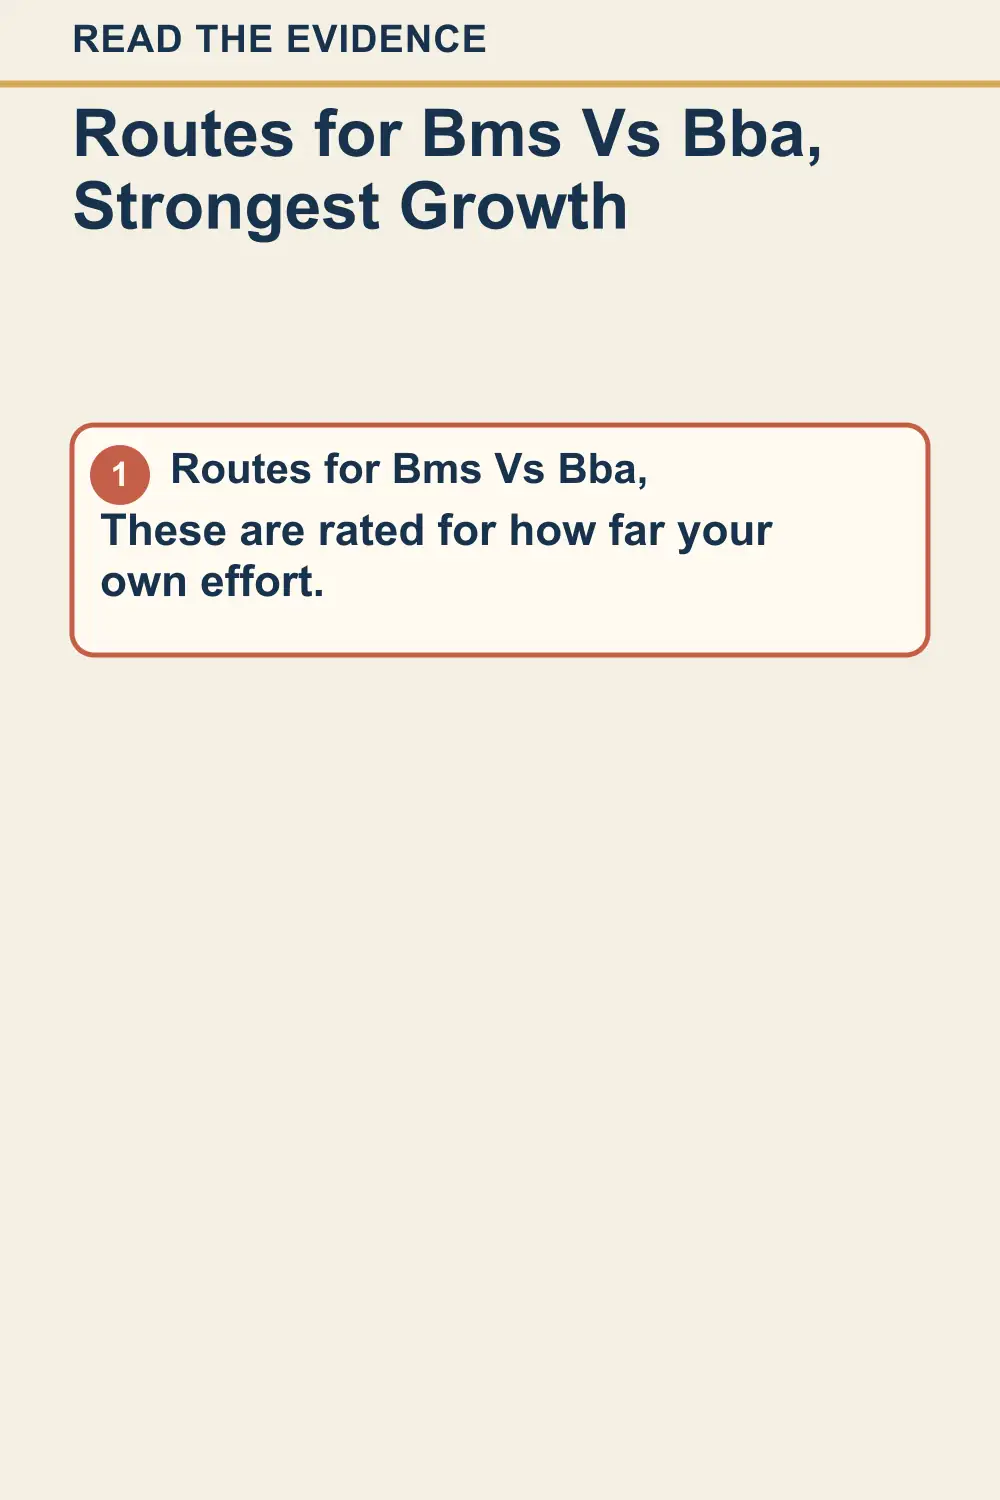 READ THE EVIDENCE
Routes for Bms Vs Bba,
Strongest Growth
1 Routes for Bms Vs Bba,
These are rated for how far your
own effort.